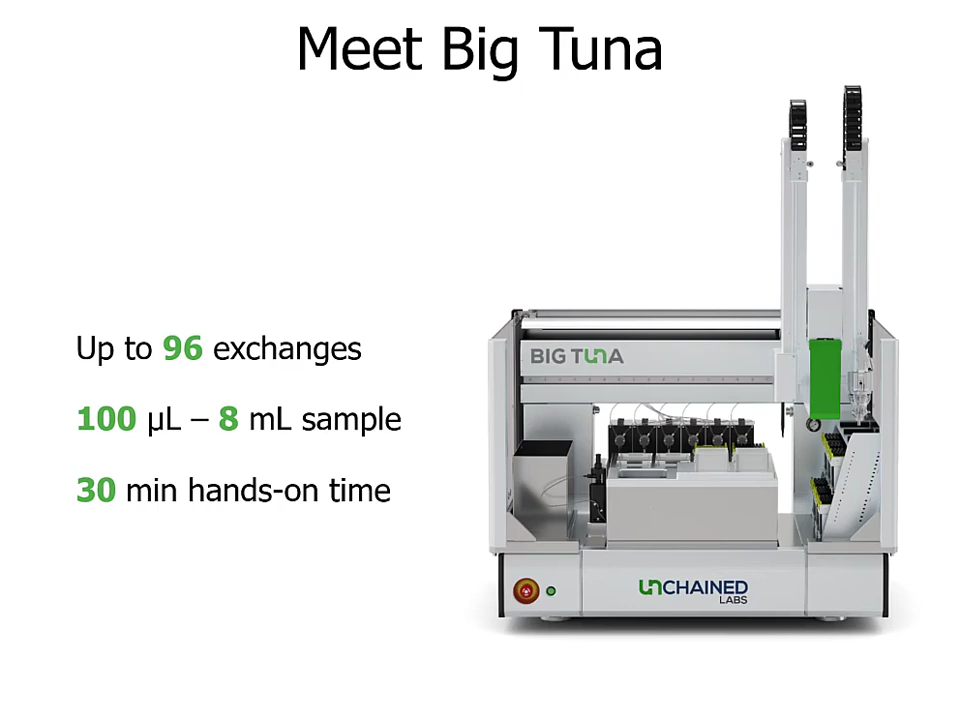 Meet Big Tuna
Up to 96 exchanges
100 µL – 8 mL sample
30 min hands-on time
BIG TUNA
UNCHAINED
LABS